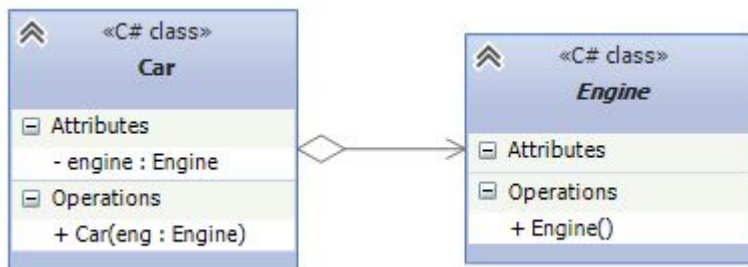 «C# class»
Car
Attributes
- engine : Engine
Operations
+ Car(eng : Engine)
«C# class»
Engine
Attributes
Operations
+ Engine()